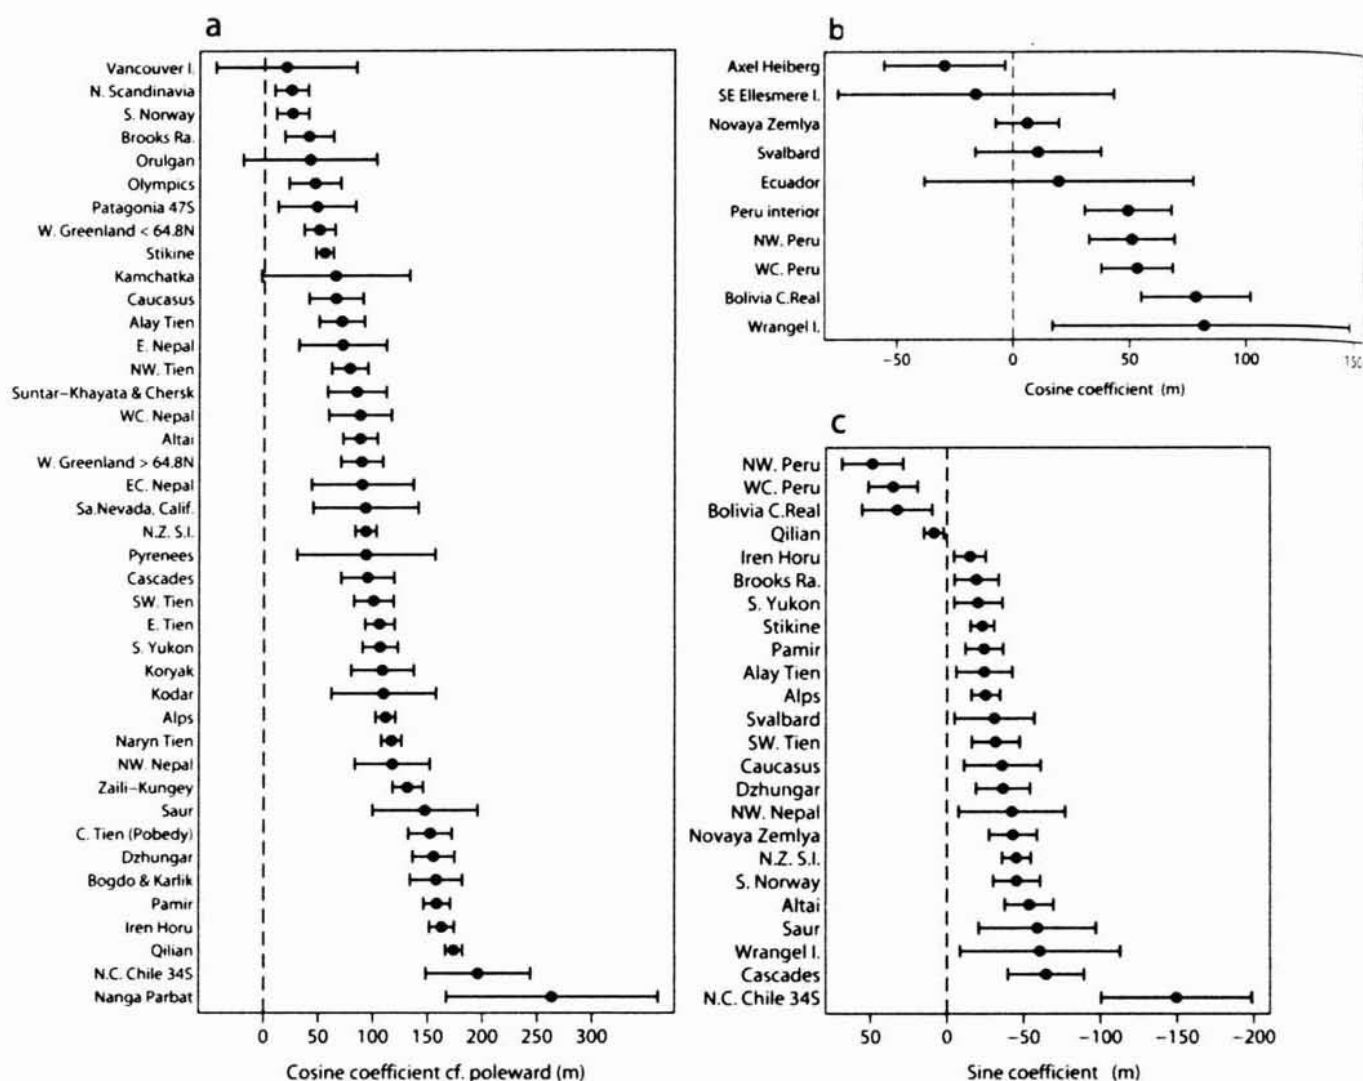 a
Vancouver I.
N. Scandinavia
S. Norway
Brooks Ra.
Orulgan
Olympics
Patagonia 47S
W. Greenland < 64.8N
Stikine
Kamchatka
Caucasus
Alay Tien
E. Nepal
NW. Tien
Suntar–Khayata & Chersk
WC. Nepal
Altai
W. Greenland > 64.8N
EC. Nepal
Sa.Nevada, Calif.
N.Z. S.I.
Pyrenees
Cascades
SW. Tien
E. Tien
S. Yukon
Koryak
Kodar
Alps
Naryn Tien
NW. Nepal
Zaili–Kungey
Saur
C. Tien (Pobedy)
Dzhungar
Bogdo & Karlik
Pamir
Iren Horu
Qilian
N.C. Chile 34S
Nanga Parbat
0 50 100 150 200 250 300
Cosine coefficient cf. poleward (m)
b
Axel Heiberg
SE Ellesmere I.
Novaya Zemlya
Svalbard
Ecuador
Peru interior
NW. Peru
WC. Peru
Bolivia C.Real
Wrangel I.
−50 0 50 100 150
Cosine coefficient (m)
c
NW. Peru
WC. Peru
Bolivia C.Real
Qilian
Iren Horu
Brooks Ra.
S. Yukon
Stikine
Pamir
Alay Tien
Alps
Svalbard
SW. Tien
Caucasus
Dzhungar
NW. Nepal
Novaya Zemlya
N.Z. S.I.
S. Norway
Altai
Saur
Wrangel I.
Cascades
N.C. Chile 34S
50 0 −50 −100 −150 −200
Sine coefficient (m)